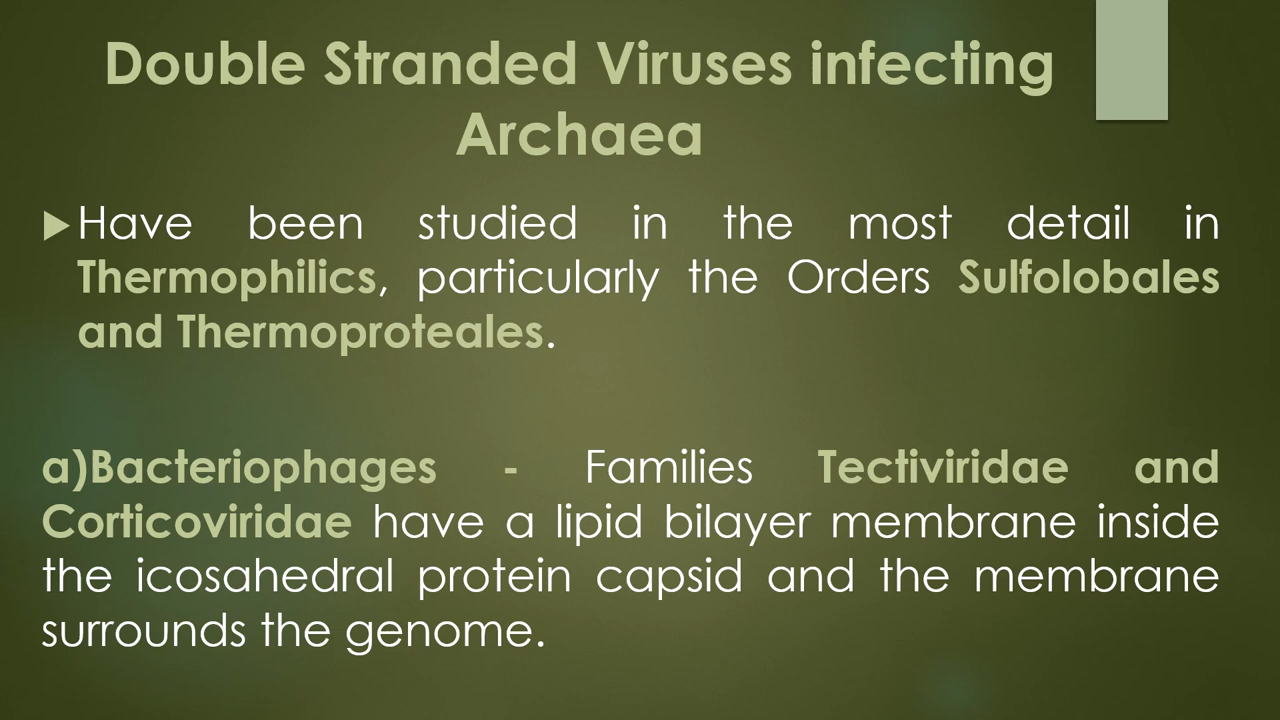 Double Stranded Viruses infecting
Archaea
Have been studied in the most detail in
Thermophilics, particularly the Orders Sulfolobales
and Thermoproteales.
a)Bacteriophages - Families Tectiviridae and
Corticoviridae have a lipid bilayer membrane inside
the icosahedral protein capsid and the membrane
surrounds the genome.